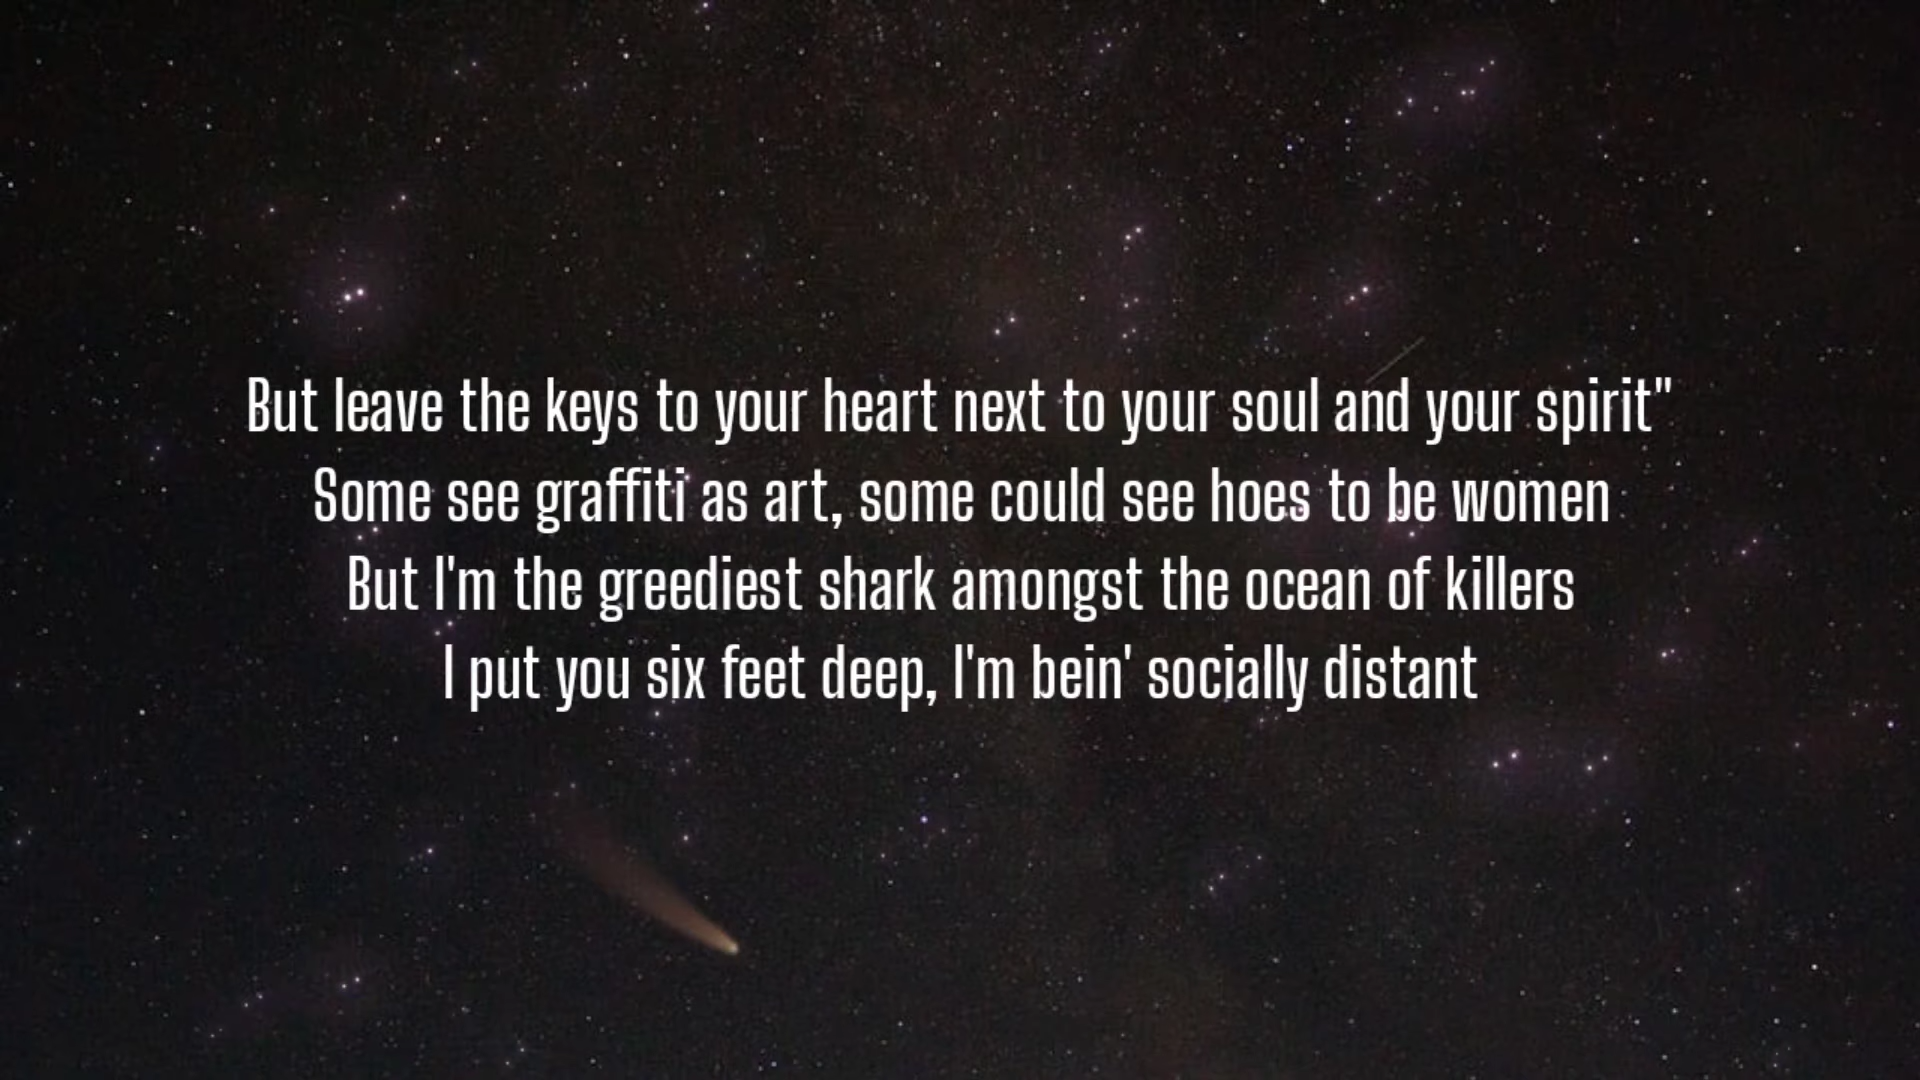 But leave the keys to your heart next to your soul and your spirit"
Some see graffiti as art, some could see hoes to be women
But I'm the greediest shark amongst the ocean of killers
I put you six feet deep, I'm bein' socially distant